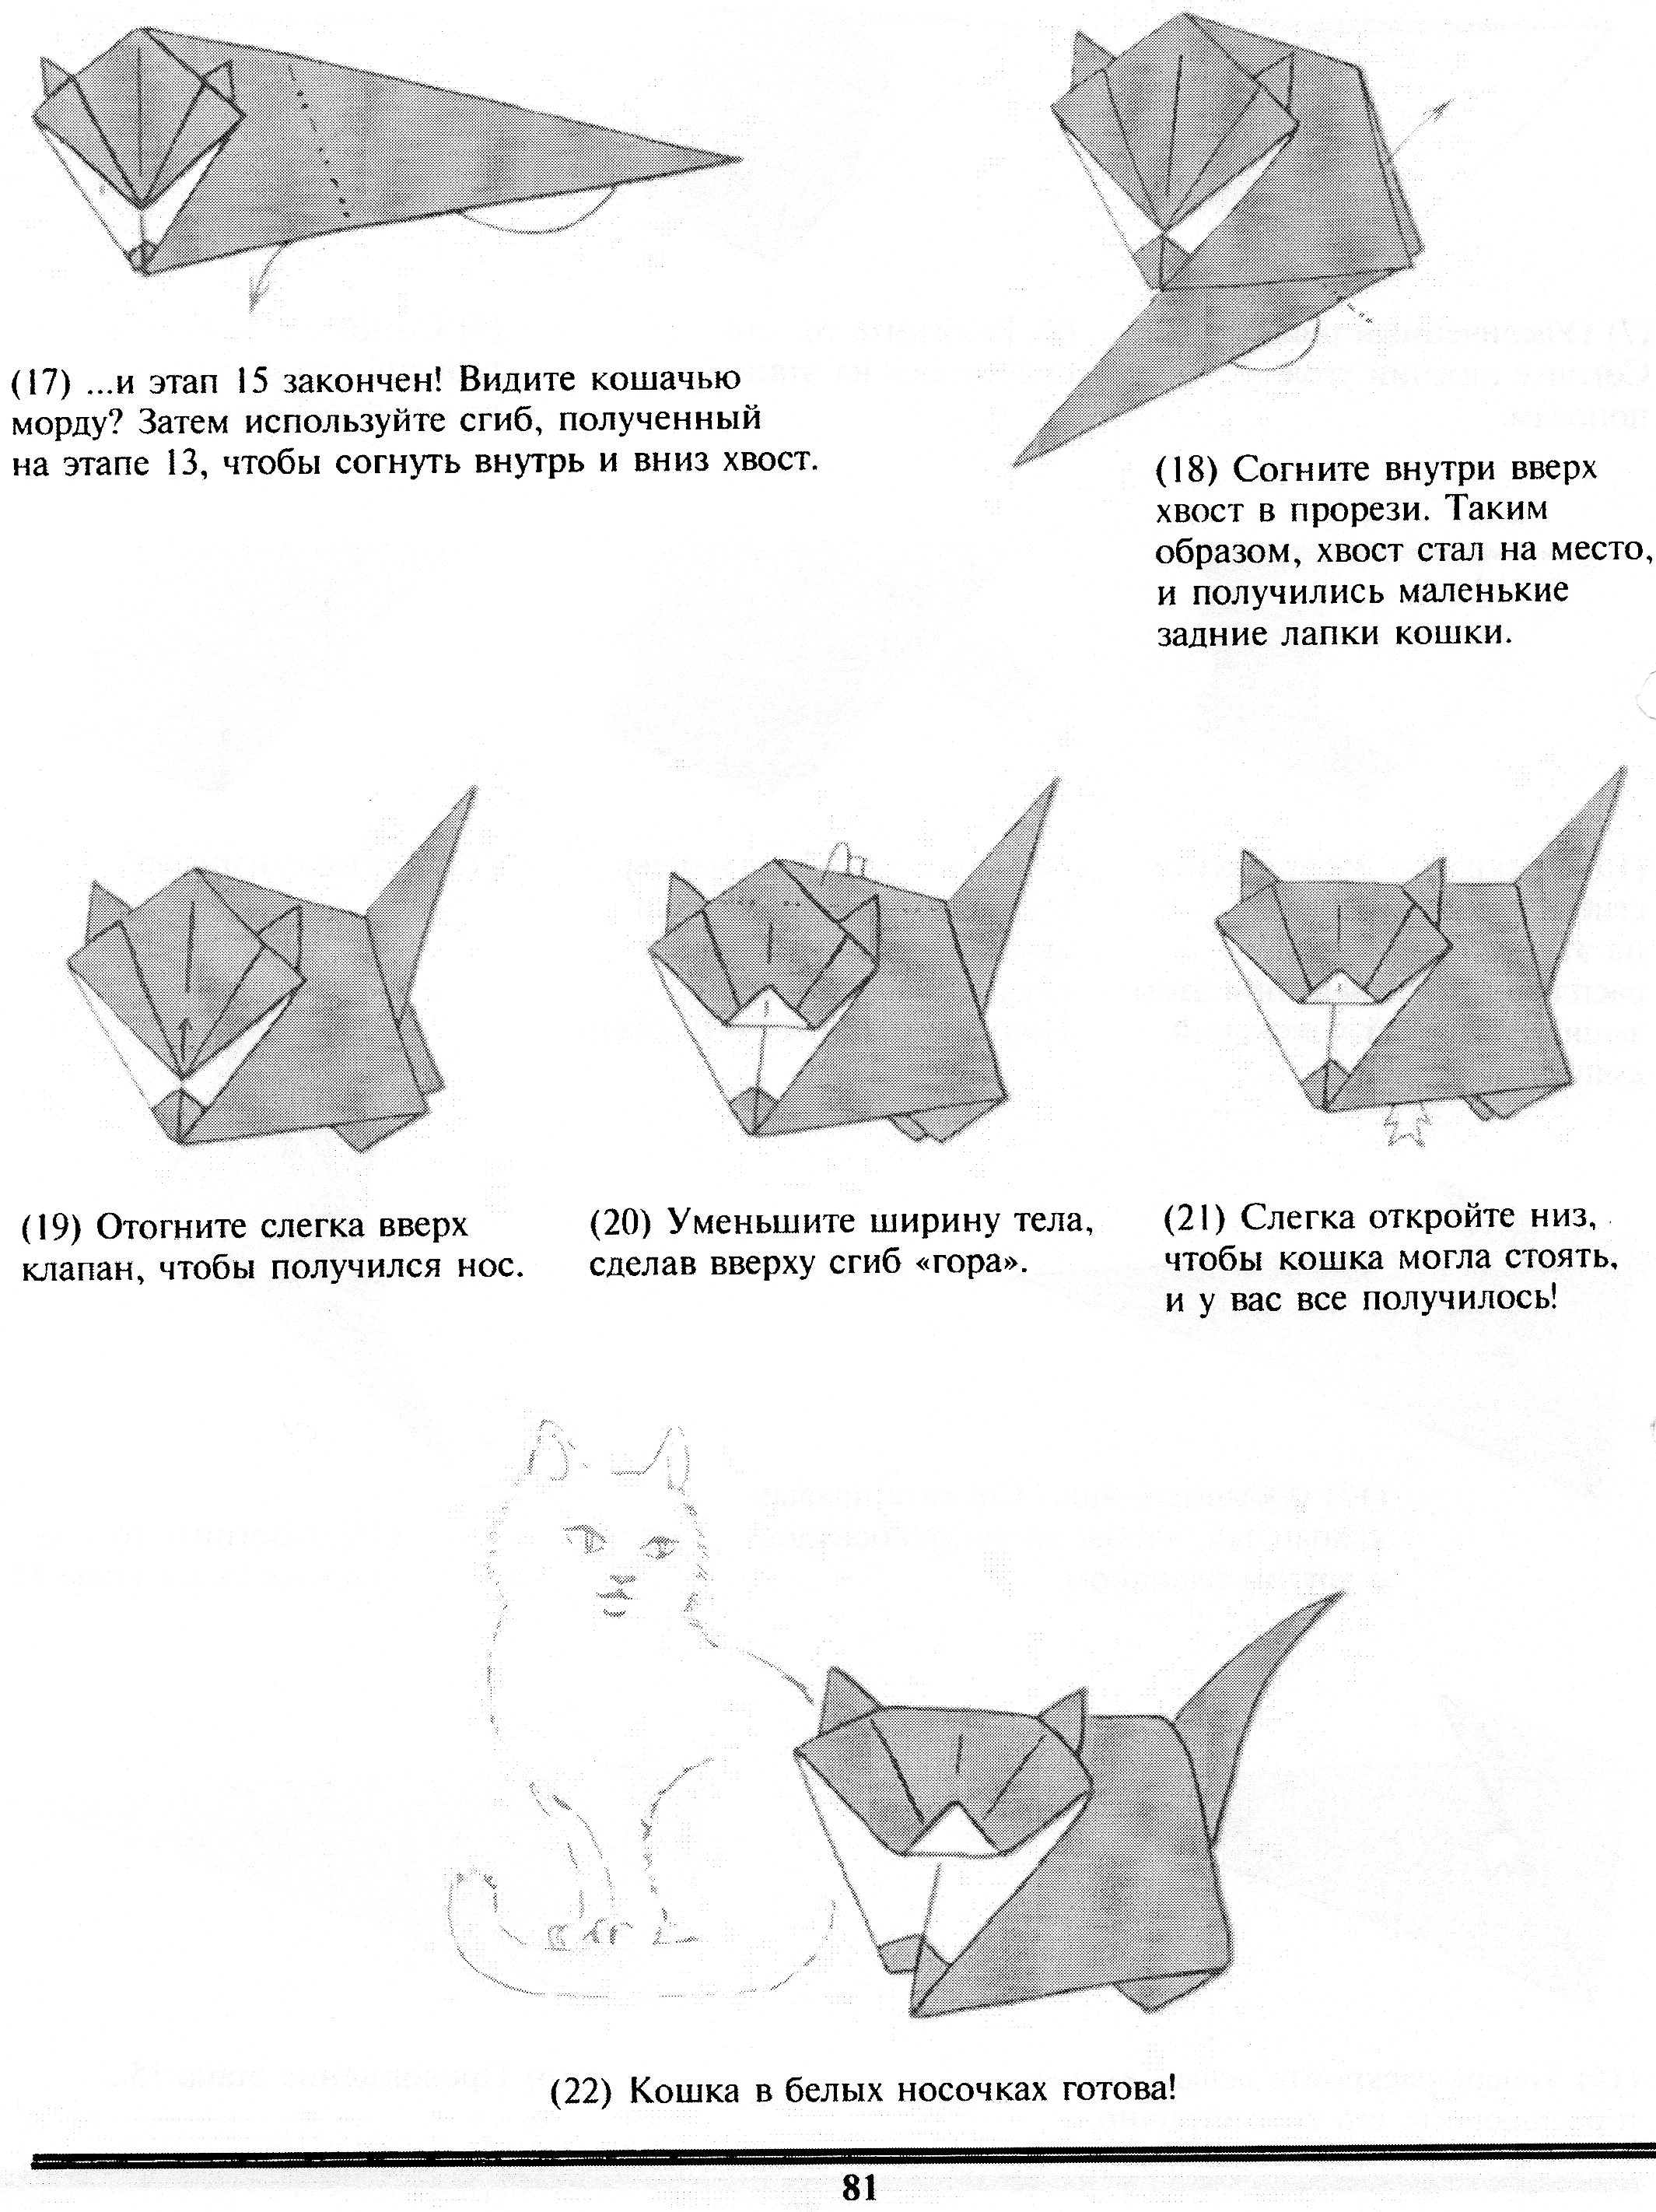 (17) ...и этап 15 закончен! Видите кошачью
морду? Затем используйте сгиб, полученный
на этапе 13, чтобы согнуть внутрь и вниз хвост.
(18) Согните внутри вверх
хвост в прорези. Таким
образом, хвост стал на место,
и получились маленькие
задние лапки кошки.
(19) Отогните слегка вверх
клапан, чтобы получился нос.
(20) Уменьшите ширину тела,
сделав вверху сгиб «гора».
(21) Слегка откройте низ,
чтобы кошка могла стоять,
и у вас все получилось!
(22) Кошка в белых носочках готова!
81